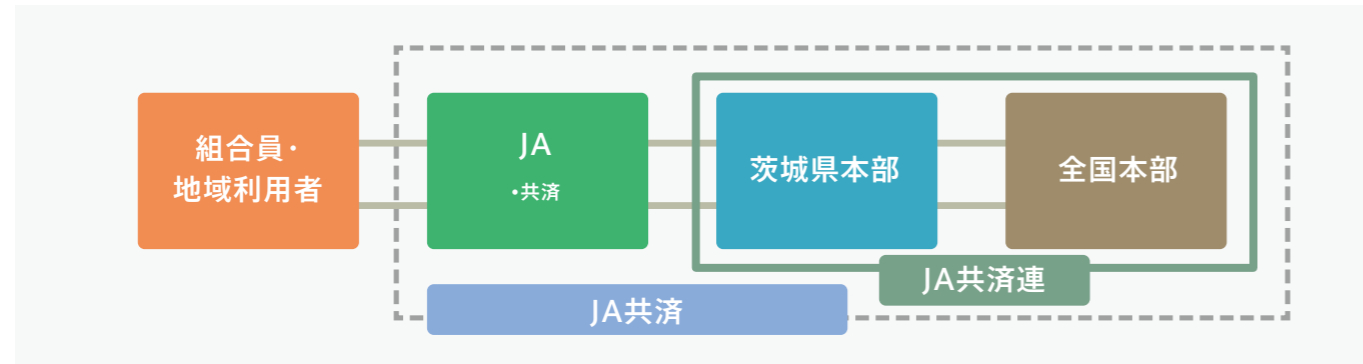 組合員・
地域利用者
JA
・共済
茨城県本部
全国本部
JA共済連
JA共済